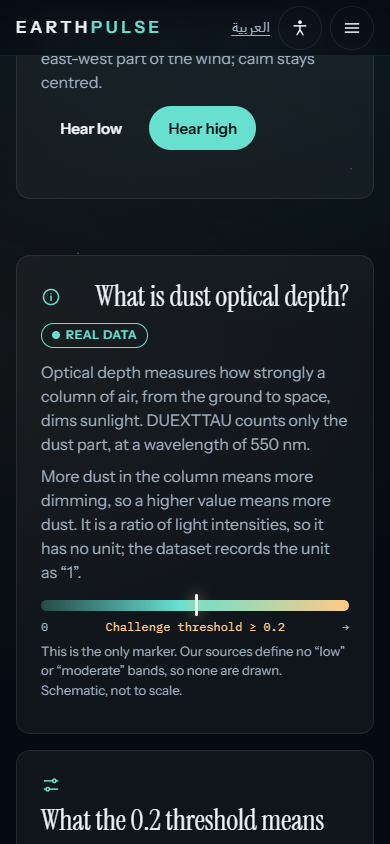 EARTHPULSE
العربية
east-west part of the wind; calm stays
centred.
Hear low
Hear high
What is dust optical depth?
REAL DATA
Optical depth measures how strongly a
column of air, from the ground to space,
dims sunlight. DUEXTTAU counts only the
dust part, at a wavelength of 550 nm.
More dust in the column means more
dimming, so a higher value means more
dust. It is a ratio of light intensities, so it
has no unit; the dataset records the unit
as “1”.
0 Challenge threshold ≥ 0.2 →
This is the only marker. Our sources define no “low”
or “moderate” bands, so none are drawn.
Schematic, not to scale.
What the 0.2 threshold means